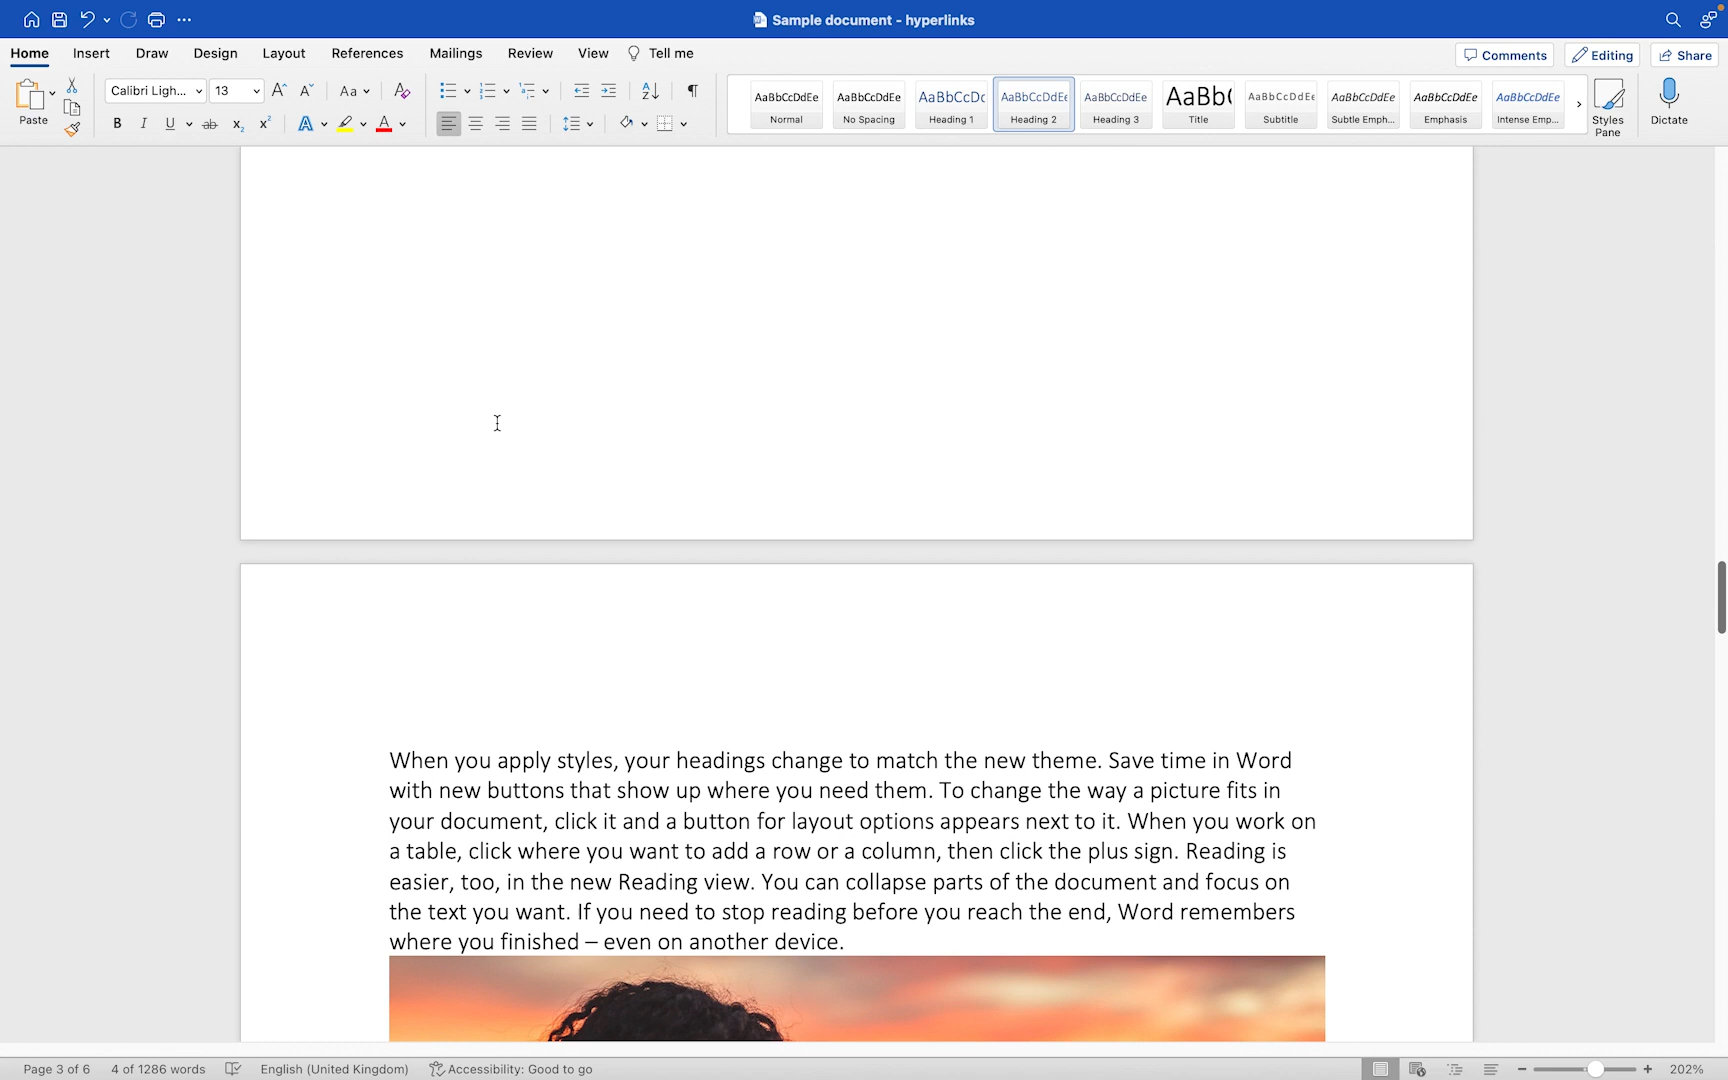 Sample document - hyperlinks
Home Insert Draw Design Layout References Mailings Review View Tell me Comments Editing Share
Paste
Calibri Ligh... 13
AaBbCcDdEe Normal
AaBbCcDdEe No Spacing
AaBbCcDc Heading 1
AaBbCcDdEe Heading 2
AaBbCcDdEe Heading 3
AaBb( Title
AaBbCcDdEe Subtitle
AaBbCcDdEe Subtle Emph...
AaBbCcDdEe Emphasis
AaBbCcDdEe Intense Emp...
Styles Pane
Dictate
When you apply styles, your headings change to match the new theme. Save time in Word
with new buttons that show up where you need them. To change the way a picture fits in
your document, click it and a button for layout options appears next to it. When you work on
a table, click where you want to add a row or a column, then click the plus sign. Reading is
easier, too, in the new Reading view. You can collapse parts of the document and focus on
the text you want. If you need to stop reading before you reach the end, Word remembers
where you finished – even on another device.
Page 3 of 6 4 of 1286 words English (United Kingdom) Accessibility: Good to go 202%